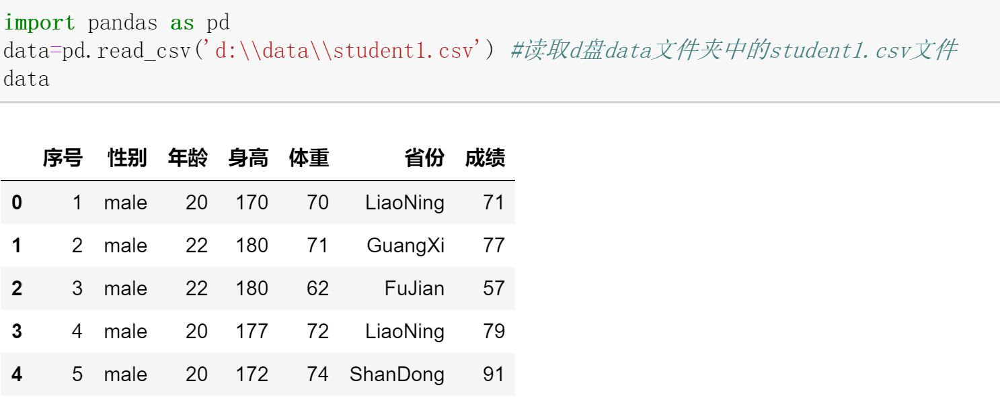 import pandas as pd
data=pd.read_csv('d:\\data\\student1.csv') #读取d盘data文件夹中的student1.csv文件
data
序号 性别 年龄 身高 体重 省份 成绩
0 1 male 20 170 70 LiaoNing 71
1 2 male 22 180 71 GuangXi 77
2 3 male 22 180 62 FuJian 57
3 4 male 20 177 72 LiaoNing 79
4 5 male 20 172 74 ShanDong 91